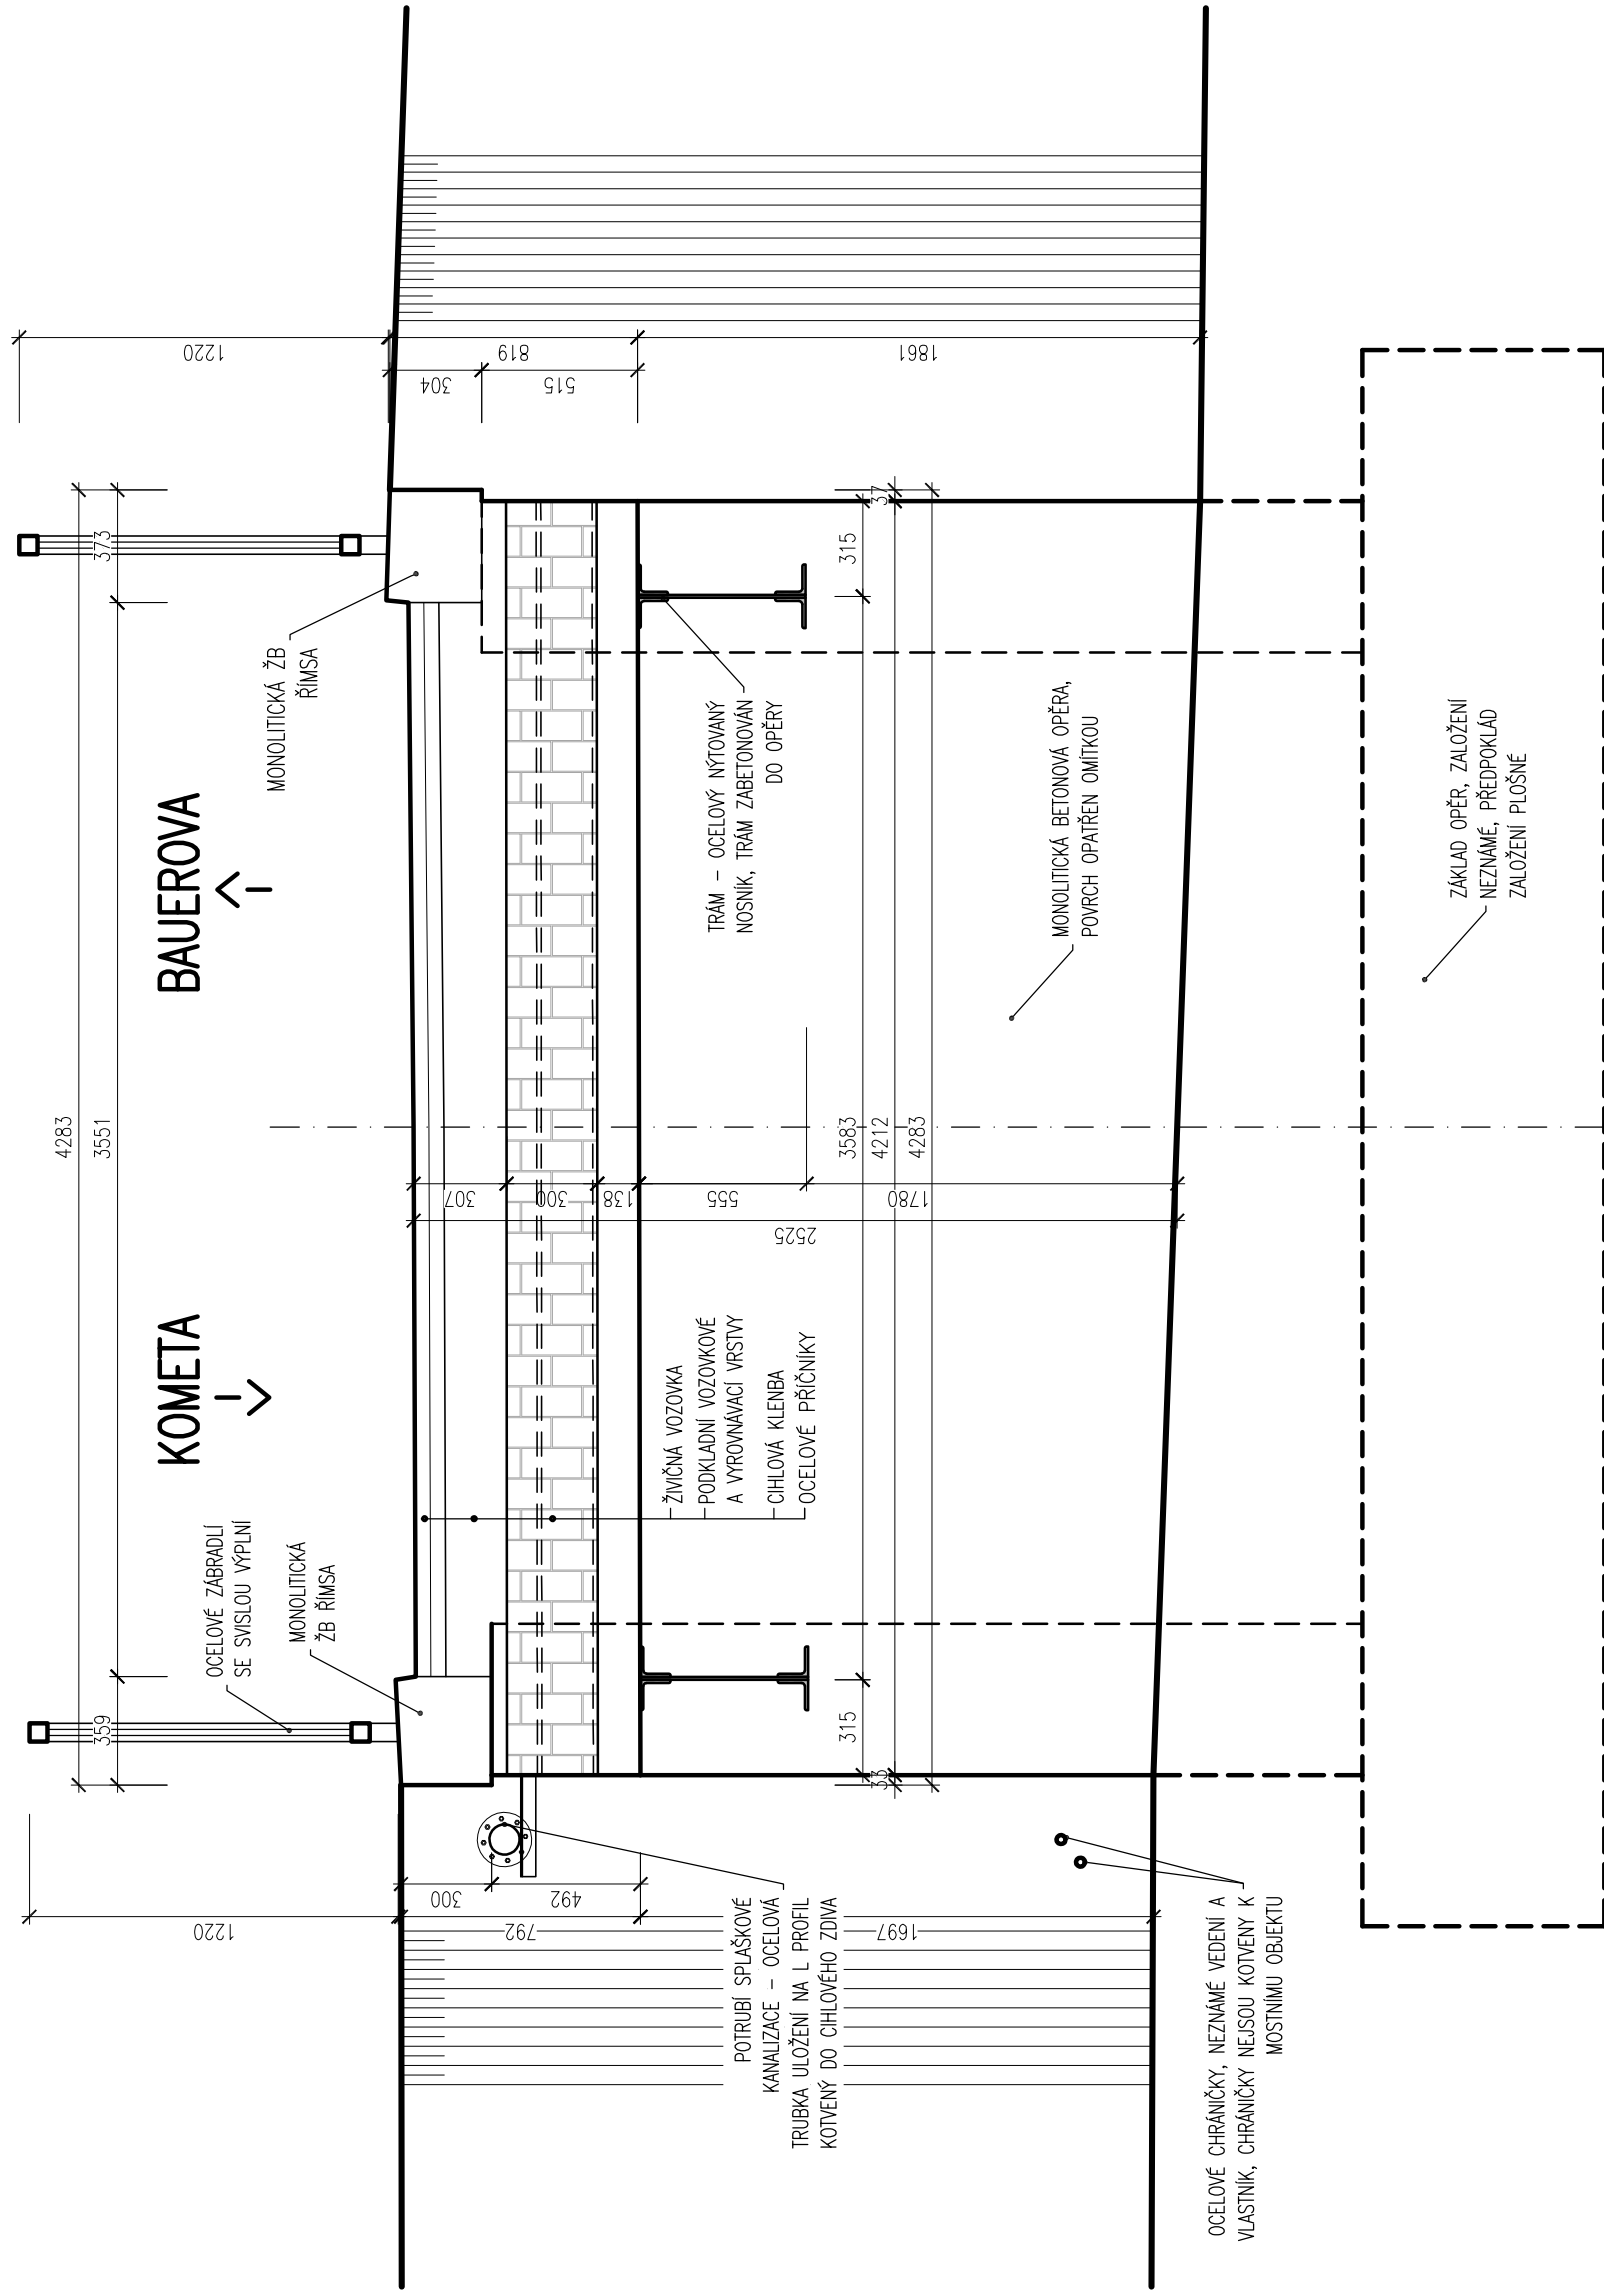 4283
359
3551
373
KOMETA
BAUEROVA
OCELOVÉ ZÁBRADLÍ
SE SVISLOU VÝPLNÍ
MONOLITICKÁ
ŽB ŘÍMSA
MONOLITICKÁ ŽB
ŘÍMSA
1220
300
492
792
1697
1220
304
515
819
1861
307
300
138
555
1780
2525
ŽIVIČNÁ VOZOVKA
PODKLADNÍ VOZOVKOVÉ
A VYROVNÁVACÍ VRSTVY
CIHLOVÁ KLENBA
OCELOVÉ PŘÍČNÍKY
TRÁM – OCELOVÝ NÝTOVANÝ
NOSNÍK, TRÁM ZABETONOVÁN
DO OPĚRY
POTRUBÍ SPLAŠKOVÉ
KANALIZACE – OCELOVÁ
TRUBKA ULOŽENÍ NA L PROFIL
KOTVENÝ DO CIHLOVÉHO ZDIVA
315
3583
315
33
4212
37
4283
MONOLITICKÁ BETONOVÁ OPĚRA,
POVRCH OPATŘEN OMÍTKOU
OCELOVÉ CHRÁNIČKY, NEZNÁMÉ VEDENÍ A
VLASTNÍK, CHRÁNIČKY NEJSOU KOTVENY K
MOSTNÍMU OBJEKTU
ZÁKLAD OPĚR, ZALOŽENÍ
NEZNÁMÉ, PŘEDPOKLÁD
ZALOŽENÍ PLOŠNÉ